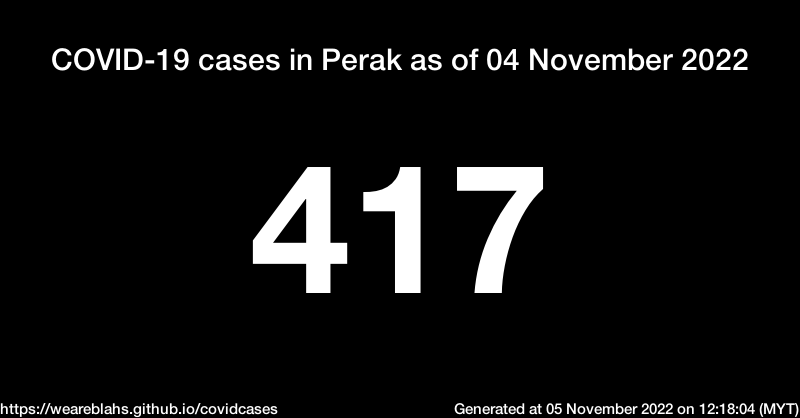 COVID-19 cases in Perak as of 04 November 2022
417
https://weareblahs.github.io/covidcases
Generated at 05 November 2022 on 12:18:04 (MYT)